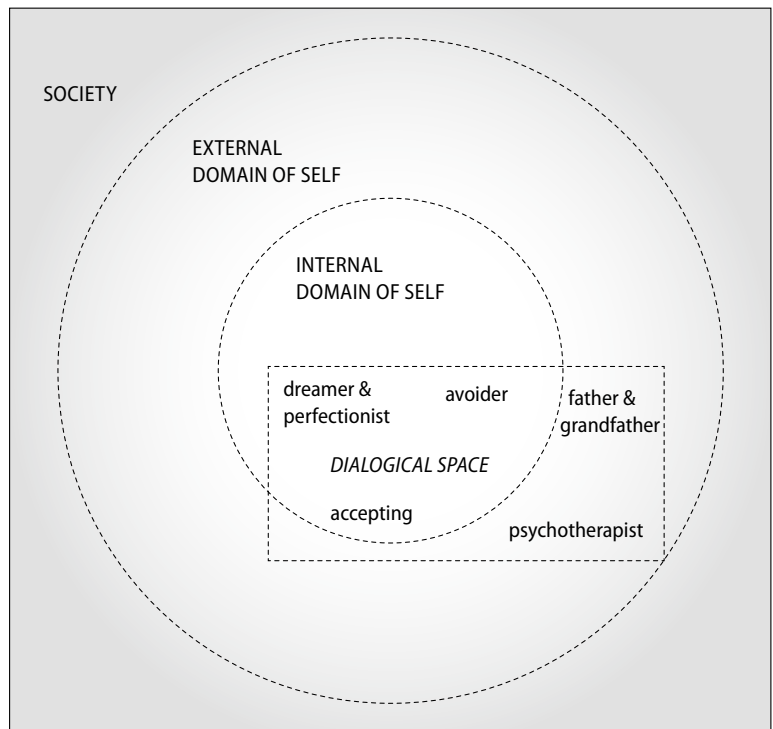 SOCIETY
EXTERNAL
DOMAIN OF SELF
INTERNAL
DOMAIN OF SELF
dreamer &
perfectionist
avoider
father &
grandfather
DIALOGICAL SPACE
accepting
psychotherapist